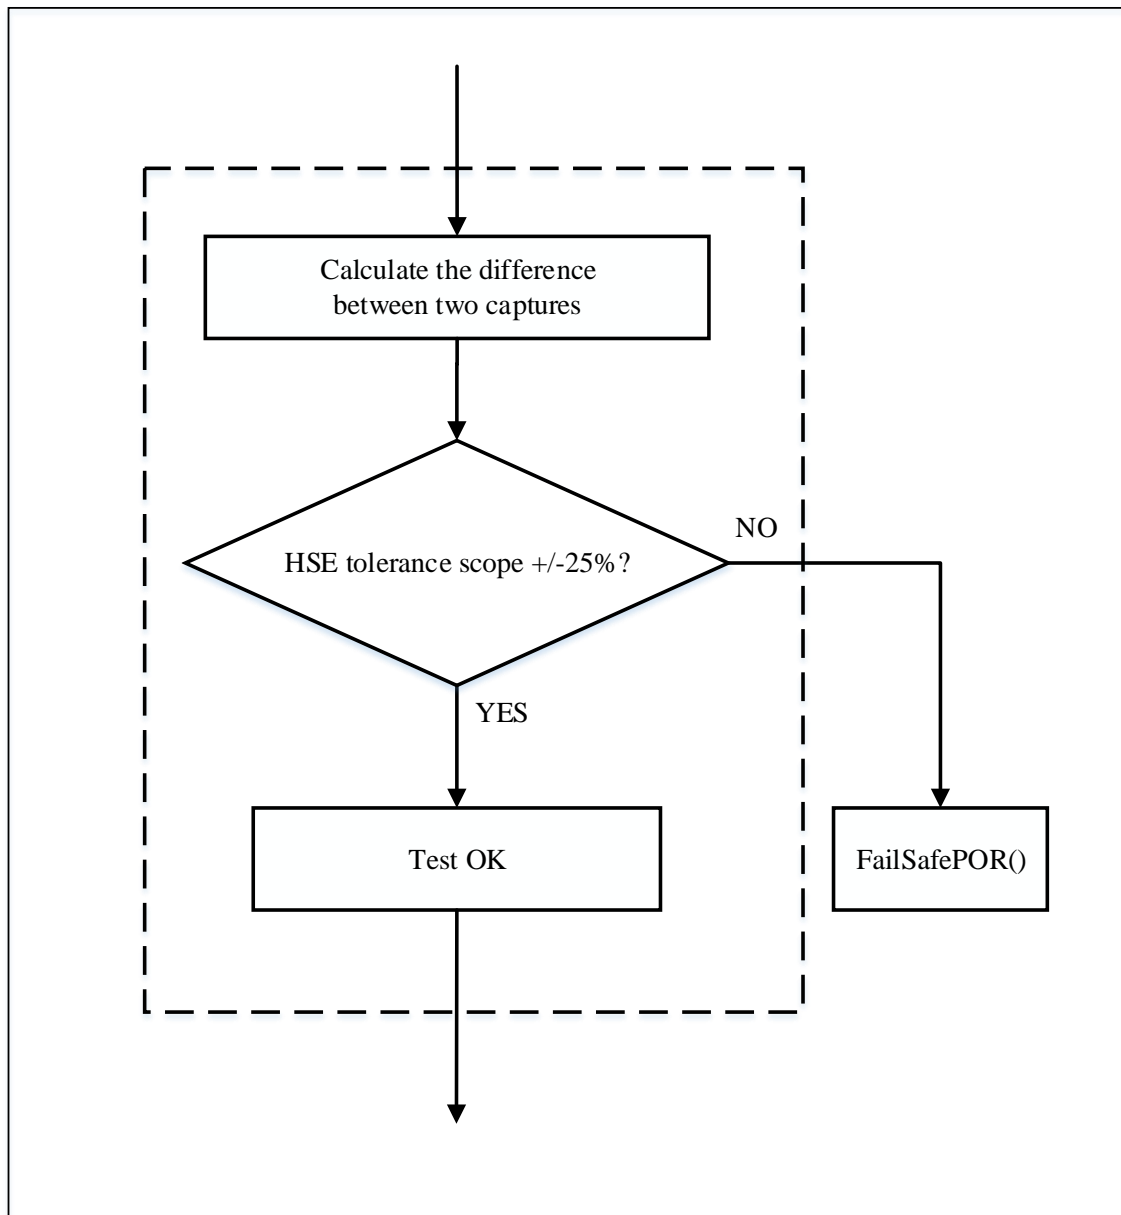 Calculate the difference
between two captures
NO
HSE tolerance scope +/-25%?
YES
Test OK
FailSafePOR()